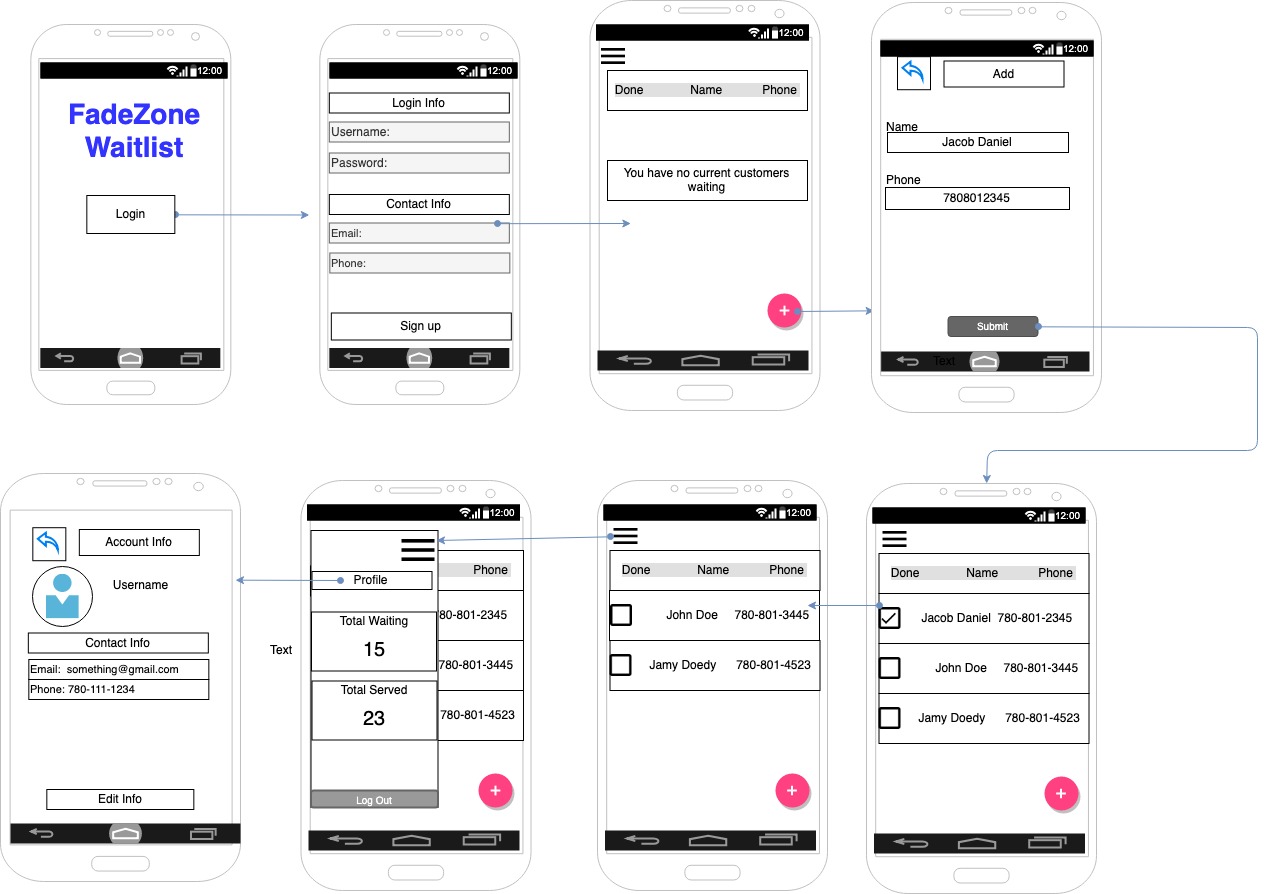 12:00
FadeZone
Waitlist
Login
12:00
Login Info
Username:
Password:
Contact Info
Email:
Phone:
Sign up
12:00
Done Name Phone
You have no current customers
waiting
+
12:00
Add
Name
Jacob Daniel
Phone
7808012345
Submit
Text
Account Info
Username
Contact Info
Email: something@gmail.com
Phone: 780-111-1234
Edit Info
Text
12:00
Phone
Profile
Total Waiting
15
80-801-2345
780-801-3445
Total Served
23
780-801-4523
+
Log Out
12:00
Done Name Phone
John Doe 780-801-3445
Jamy Doedy 780-801-4523
+
12:00
Done Name Phone
Jacob Daniel 780-801-2345
John Doe 780-801-3445
Jamy Doedy 780-801-4523
+